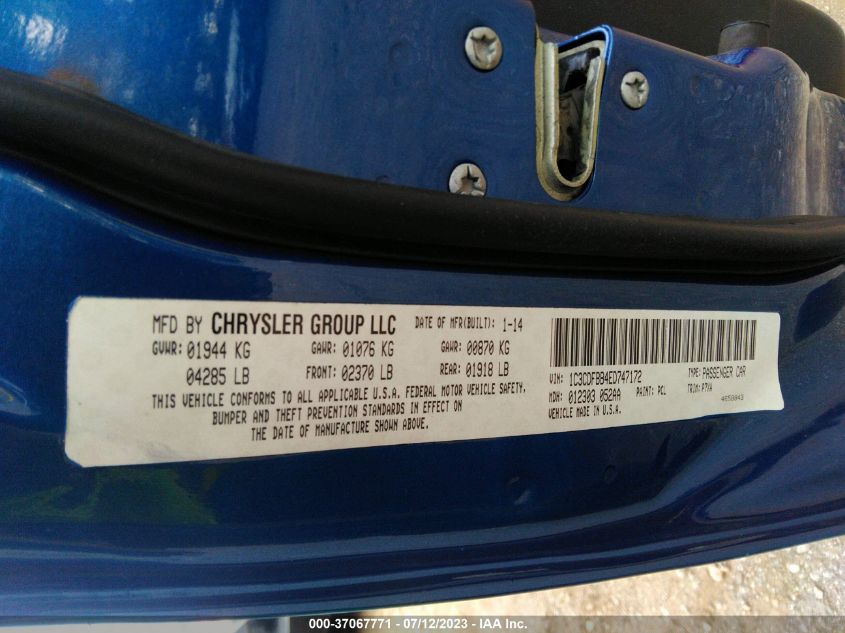 MFD BY CHRYSLER GROUP LLC DATE OF MFR(BUILT): 1-14
GVWR: 01944 KG GAWR: 01076 KG GAWR: 00870 KG
04285 LB FRONT: 02370 LB REAR: 01918 LB
THIS VEHICLE CONFORMS TO ALL APPLICABLE U.S.A. FEDERAL MOTOR VEHICLE SAFETY,
BUMPER AND THEFT PREVENTION STANDARDS IN EFFECT ON
THE DATE OF MANUFACTURE SHOWN ABOVE.
VIN: 1C3CDFBB4ED747172 TYPE: PASSENGER CAR
MDH: 012303 052AA PAINT: PCL TRIM: P7X4
VEHICLE MADE IN U.S.A. 4658043
000-37067771 - 07/12/2023 - IAA Inc.